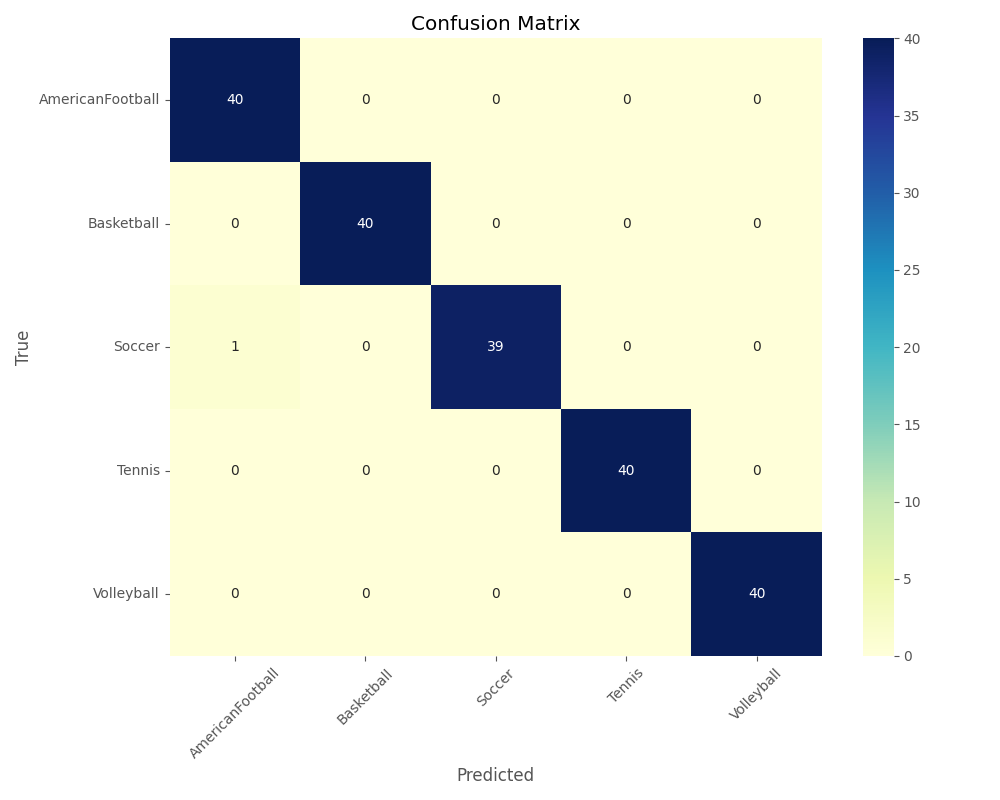 Confusion Matrix
True
AmericanFootball 40 0 0 0 0
Basketball 0 40 0 0 0
Soccer 1 0 39 0 0
Tennis 0 0 0 40 0
Volleyball 0 0 0 0 40
AmericanFootball Basketball Soccer Tennis Volleyball
Predicted
40
35
30
25
20
15
10
5
0